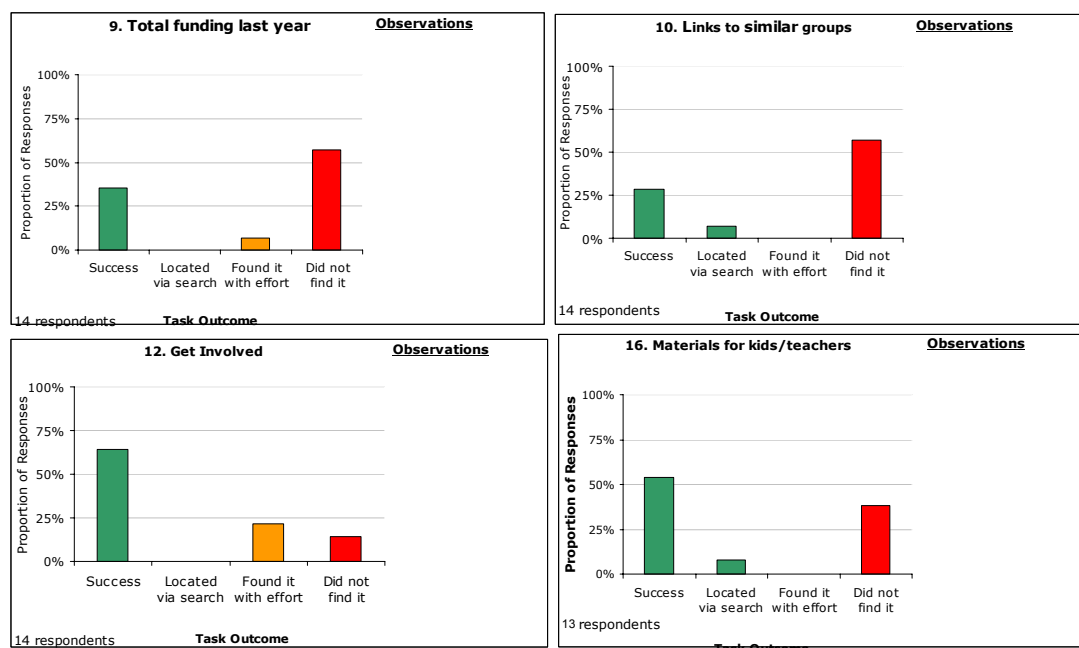 9. Total funding last year
Observations
100%
75%
50%
25%
0%
Proportion of Responses
Success
Located via search
Found it with effort
Did not find it
14 respondents
Task Outcome
10. Links to similar groups
Observations
100%
75%
50%
25%
0%
Proportion of Responses
Success
Located via search
Found it with effort
Did not find it
14 respondents
Task Outcome
12. Get Involved
Observations
100%
75%
50%
25%
0%
Proportion of Responses
Success
Located via search
Found it with effort
Did not find it
14 respondents
Task Outcome
16. Materials for kids/teachers
Observations
100%
75%
50%
25%
0%
Proportion of Responses
Success
Located via search
Found it with effort
Did not find it
13 respondents
Task Outcome